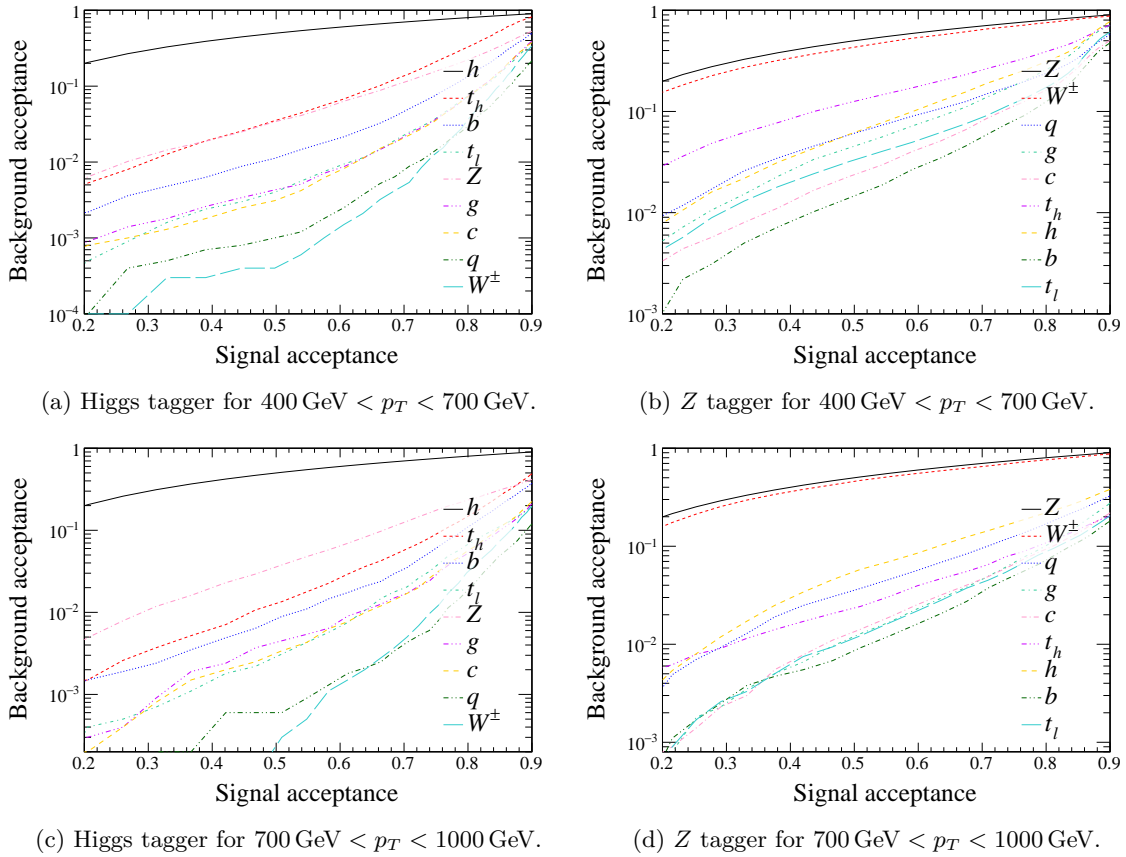 Background acceptance
1
10⁻¹
10⁻²
10⁻³
10⁻⁴
h
t_h
b
t_l
Z
g
c
q
W^±
0.2 0.3 0.4 0.5 0.6 0.7 0.8 0.9
Signal acceptance
(a) Higgs tagger for 400 GeV < p_T < 700 GeV.
Background acceptance
1
10⁻¹
10⁻²
10⁻³
Z
W^±
q
g
c
t_h
h
b
t_l
0.2 0.3 0.4 0.5 0.6 0.7 0.8 0.9
Signal acceptance
(b) Z tagger for 400 GeV < p_T < 700 GeV.
Background acceptance
1
10⁻¹
10⁻²
10⁻³
h
t_h
b
t_l
Z
g
c
q
W^±
0.2 0.3 0.4 0.5 0.6 0.7 0.8 0.9
Signal acceptance
(c) Higgs tagger for 700 GeV < p_T < 1000 GeV.
Background acceptance
1
10⁻¹
10⁻²
10⁻³
Z
W^±
q
g
c
t_h
h
b
t_l
0.2 0.3 0.4 0.5 0.6 0.7 0.8 0.9
Signal acceptance
(d) Z tagger for 700 GeV < p_T < 1000 GeV.